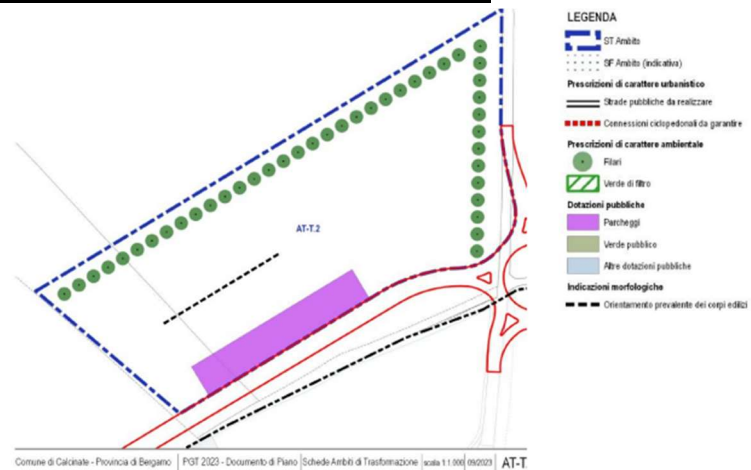 LEGENDA
ST Ambito
SF Ambito (indicativa)
Prescrizioni di carattere urbanistico
Strade pubbliche da realizzare
Connessioni ciclopedonali da garantire
Prescrizioni di carattere ambientale
Filari
Verde di filtro
Dotazioni pubbliche
Parcheggi
Verde pubblico
Altre dotazioni pubbliche
Indicazioni morfologiche
Orientamento prevalente dei corpi edilizi
AT-T.2
Comune di Calcinate - Provincia di Bergamo | PGT 2023 - Documento di Piano | Schede Ambiti di Trasformazione | scala 1:1.000 | 09/2023 | AT-T